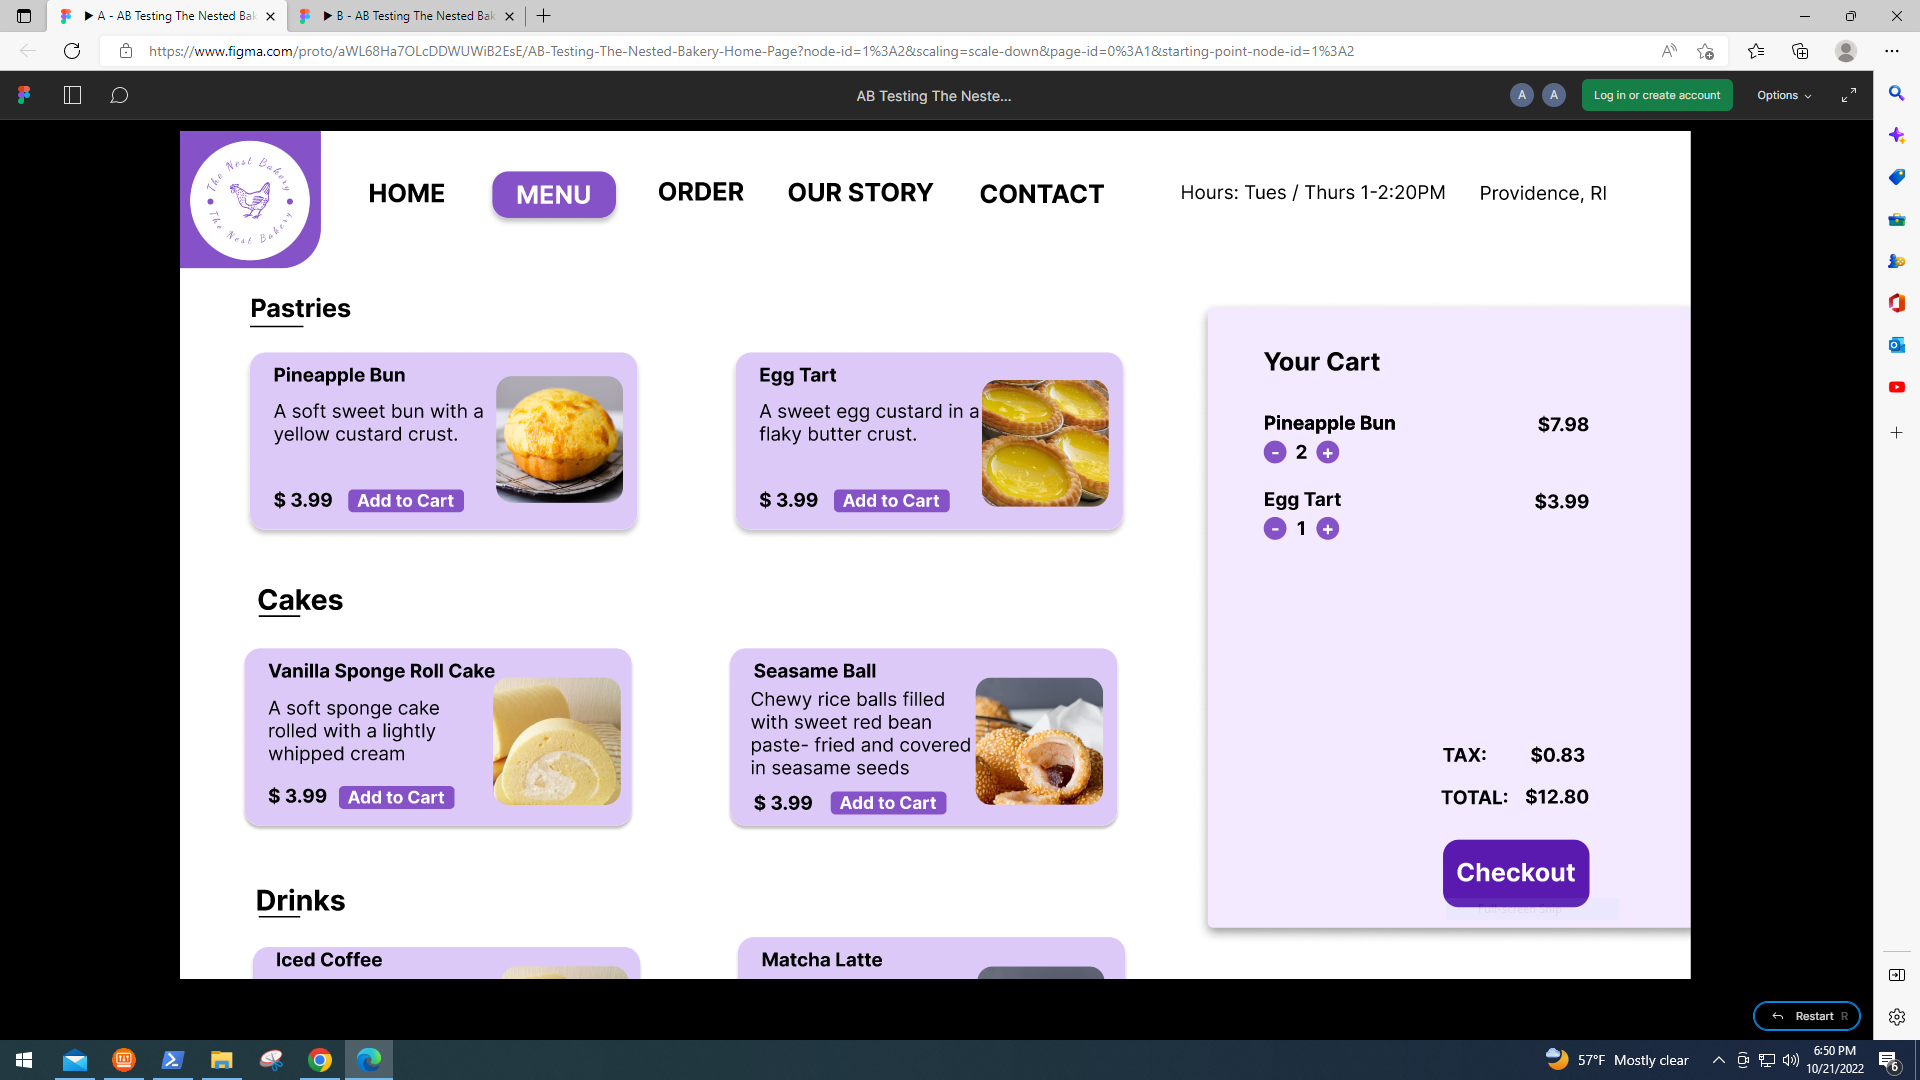 A - AB Testing The Nested Bak
B - AB Testing The Nested Bak
https://www.figma.com/proto/aWL68Ha7OLcDDWUWiB2EsE/AB-Testing-The-Nested-Bakery-Home-Page?node-id=1%3A2&scaling=scale-down&page-id=0%3A1&starting-point-node-id=1%3A2
AB Testing The Neste...
A
A
Log in or create account
Options
The Nest Bakery
The Nest Bakery
HOME
MENU
ORDER
OUR STORY
CONTACT
Hours: Tues / Thurs 1-2:20PM
Providence, RI
Pastries
Pineapple Bun
A soft sweet bun with a
yellow custard crust.
$ 3.99
Add to Cart
Egg Tart
A sweet egg custard in a
flaky butter crust.
$ 3.99
Add to Cart
Cakes
Vanilla Sponge Roll Cake
A soft sponge cake
rolled with a lightly
whipped cream
$ 3.99
Add to Cart
Seasame Ball
Chewy rice balls filled
with sweet red bean
paste- fried and covered
in seasame seeds
$ 3.99
Add to Cart
Drinks
Iced Coffee
Matcha Latte
Your Cart
Pineapple Bun
$7.98
- 2 +
Egg Tart
$3.99
- 1 +
TAX: $0.83
TOTAL: $12.80
Checkout
Full-screen Snip
Restart R
57°F Mostly clear
6:50 PM
10/21/2022
6